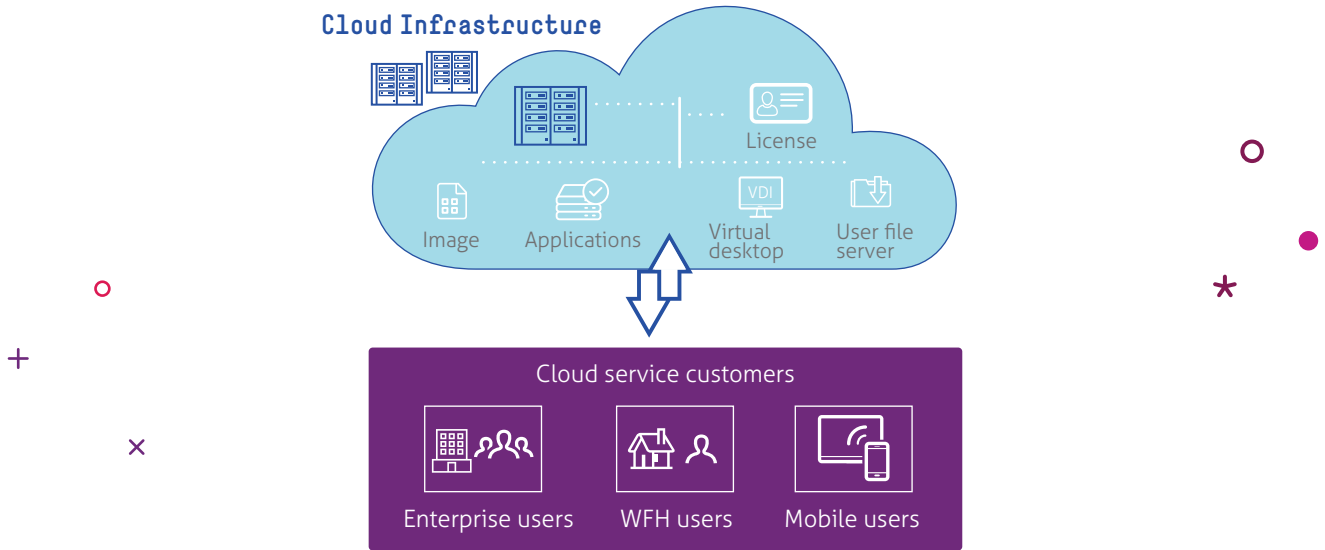 Cloud Infrastructure
License
Image
Applications
VDI
Virtual
desktop
User file
server
Cloud service customers
Enterprise users
WFH users
Mobile users